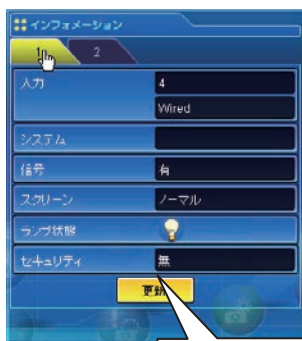 インフォメーション
1 2
入力 4
Wired
システム
信号 有
スクリーン ノーマル
ランプ状態
セキュリティ 無
更新